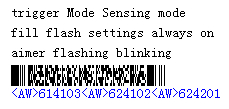 trigger Mode Sensing mode
fill flash settings always on
aimer flashing blinking
<AW>614103<AW>624102<AW>624201